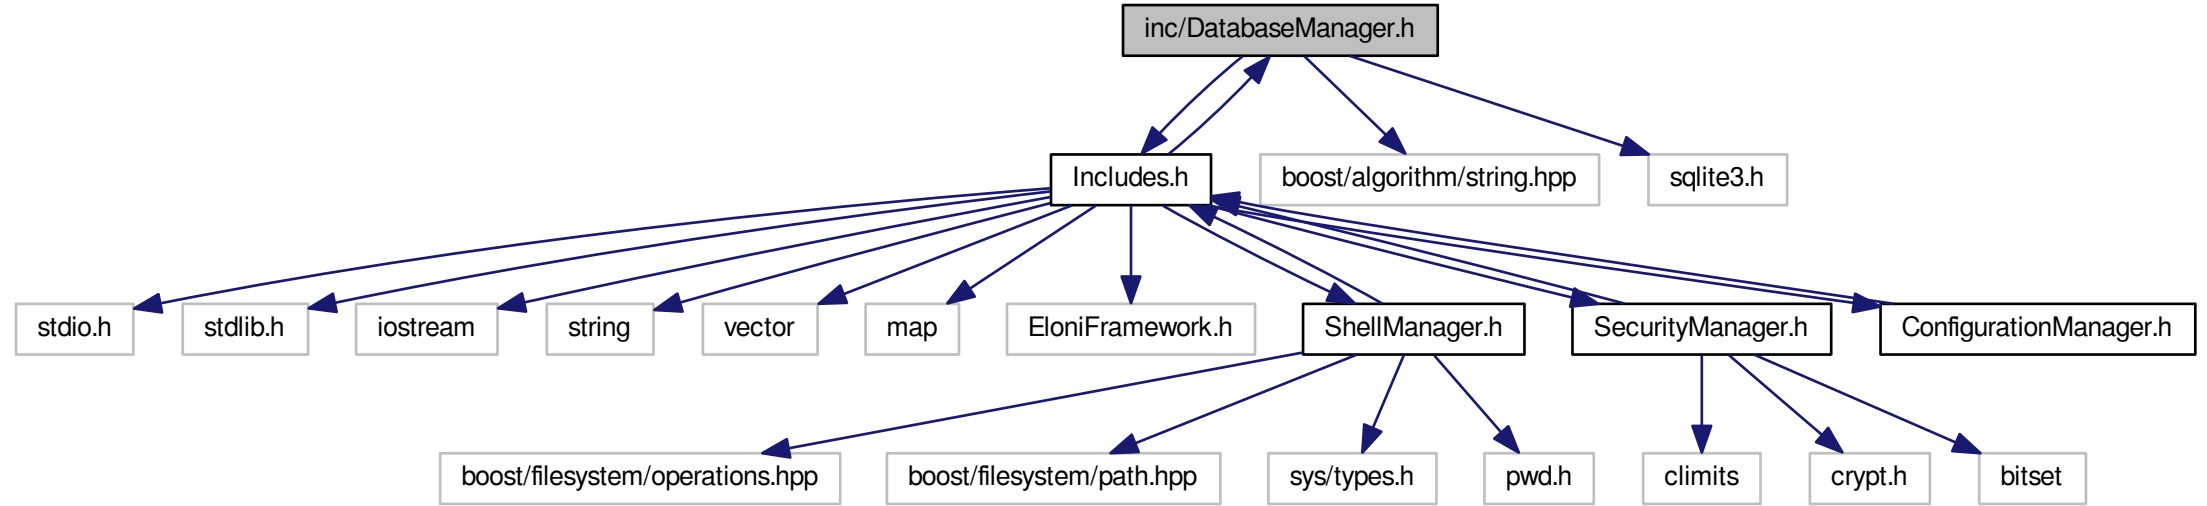 inc/DatabaseManager.h
Includes.h
boost/algorithm/string.hpp
sqlite3.h
stdio.h
stdlib.h
iostream
string
vector
map
EloniFramework.h
ShellManager.h
SecurityManager.h
ConfigurationManager.h
boost/filesystem/operations.hpp
boost/filesystem/path.hpp
sys/types.h
pwd.h
climits
crypt.h
bitset